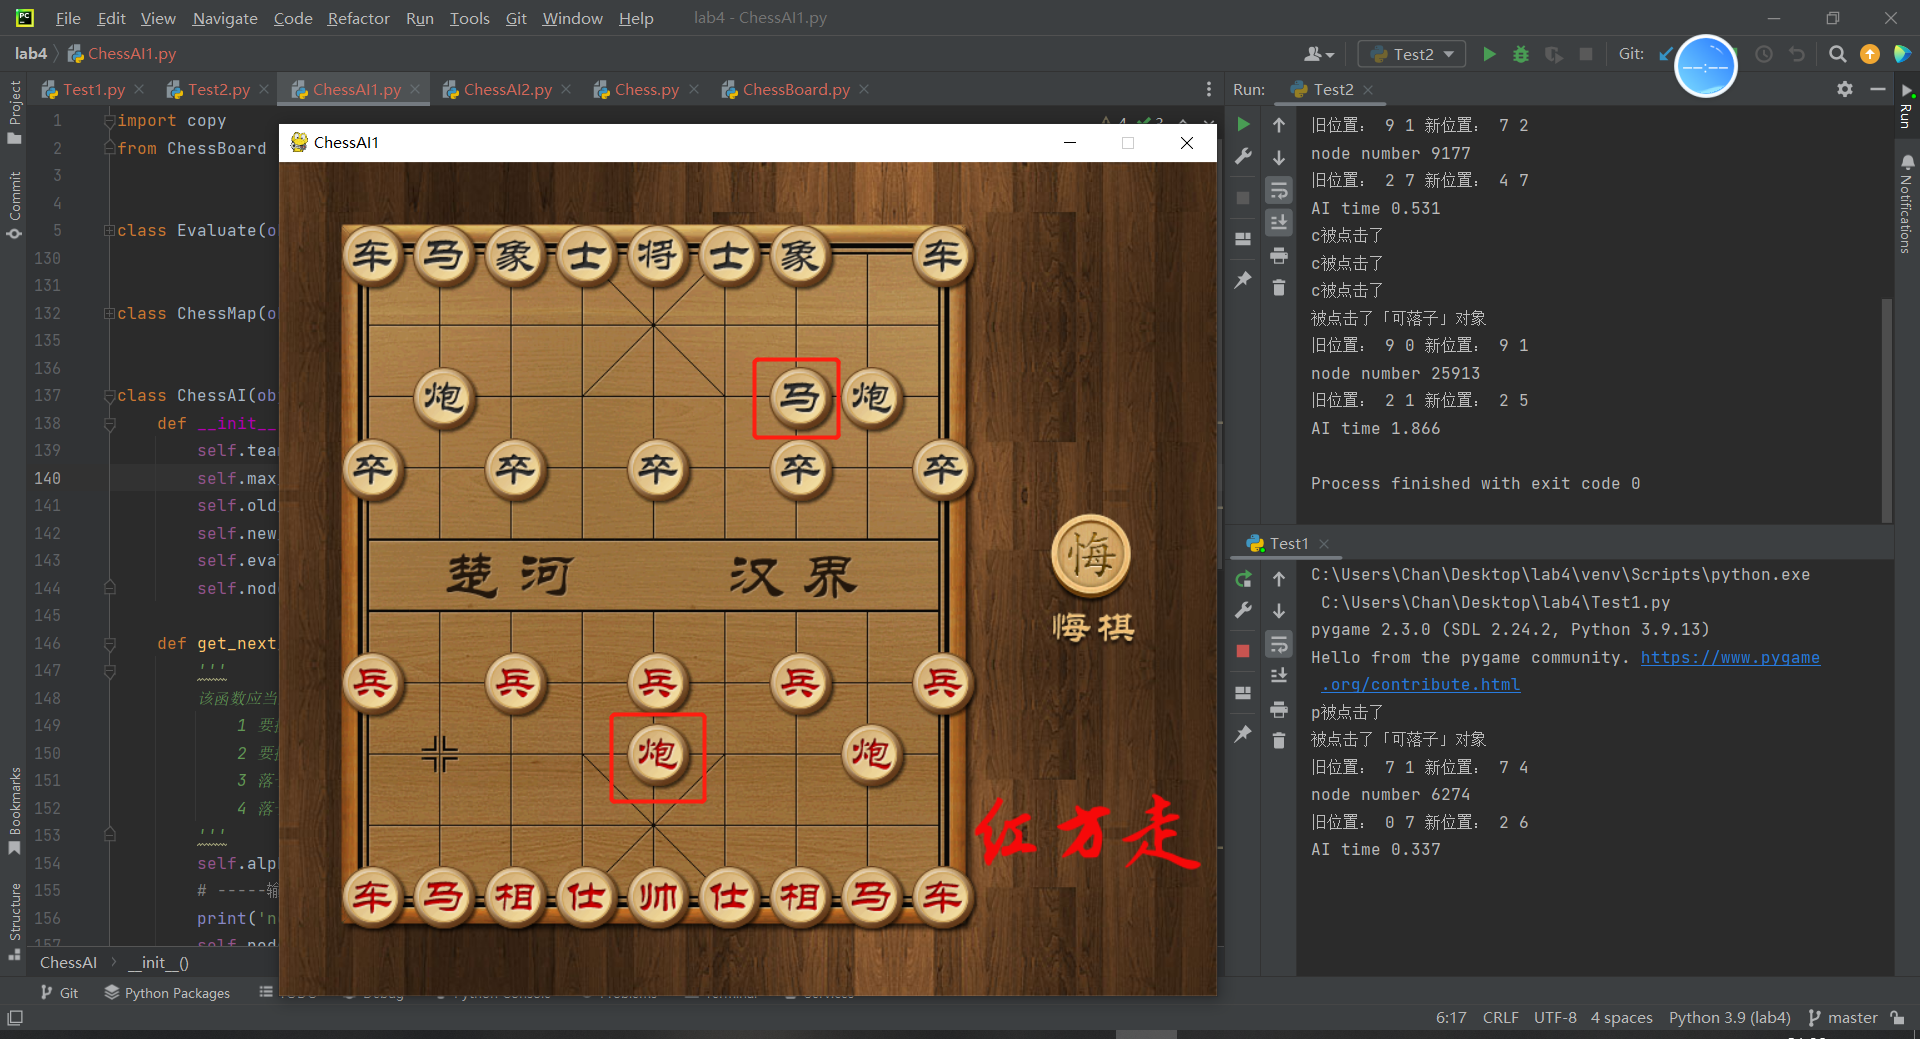 File Edit View Navigate Code Refactor Run Tools Git Window Help lab4 - ChessAI1.py
lab4 ChessAI1.py Test2 Git: --:--
Test1.py Test2.py ChessAI1.py ChessAI2.py Chess.py ChessBoard.py
Run: Test2
Project
Commit
Bookmarks
Structure
Run
Notifications
1 import copy
2 from ChessBoard
3
4
5 class Evaluate(o
130
131
132 class ChessMap(o
135
136
137 class ChessAI(ob
138 def __init__
139 self.tea
140 self.max
141 self.old
142 self.new
143 self.eva
144 self.nod
145
146 def get_next
147 '''
148 该函数应当
149 1 要
150 2 要
151 3 落
152 4 落
153 '''
154 self.alp
155 # -----输
156 print('n
157
ChessAI __init__()
ChessAI1
车 马 象 士 将 士 象 车
炮 马 炮
卒 卒 卒 卒 卒
楚河 汉界
兵 兵 兵 兵 兵
炮 炮
车 马 相 仕 帅 仕 相 马 车
悔
悔棋
红方走
旧位置： 9 1 新位置： 7 2
node number 9177
旧位置： 2 7 新位置： 4 7
AI time 0.531
c被点击了
c被点击了
c被点击了
被点击了「可落子」对象
旧位置： 9 0 新位置： 9 1
node number 25913
旧位置： 2 1 新位置： 2 5
AI time 1.866
Process finished with exit code 0
Test1
C:\Users\Chan\Desktop\lab4\venv\Scripts\python.exe
C:\Users\Chan\Desktop\lab4\Test1.py
pygame 2.3.0 (SDL 2.24.2, Python 3.9.13)
Hello from the pygame community. https://www.pygame
.org/contribute.html
p被点击了
被点击了「可落子」对象
旧位置： 7 1 新位置： 7 4
node number 6274
旧位置： 0 7 新位置： 2 6
AI time 0.337
Git Python Packages
6:17 CRLF UTF-8 4 spaces Python 3.9 (lab4) master